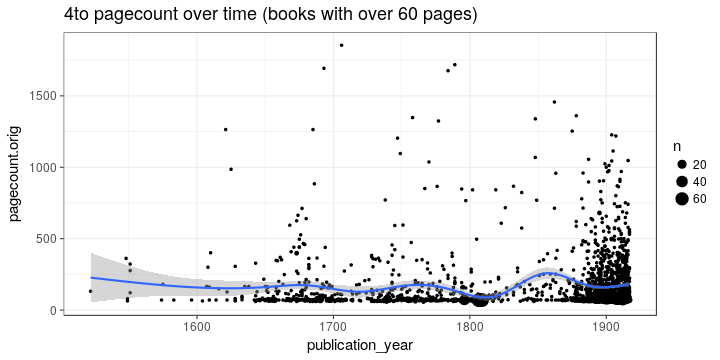 4to pagecount over time (books with over 60 pages)
pagecount.orig
1500
1000
500
0
1600
1700
1800
1900
publication_year
n
20
40
60